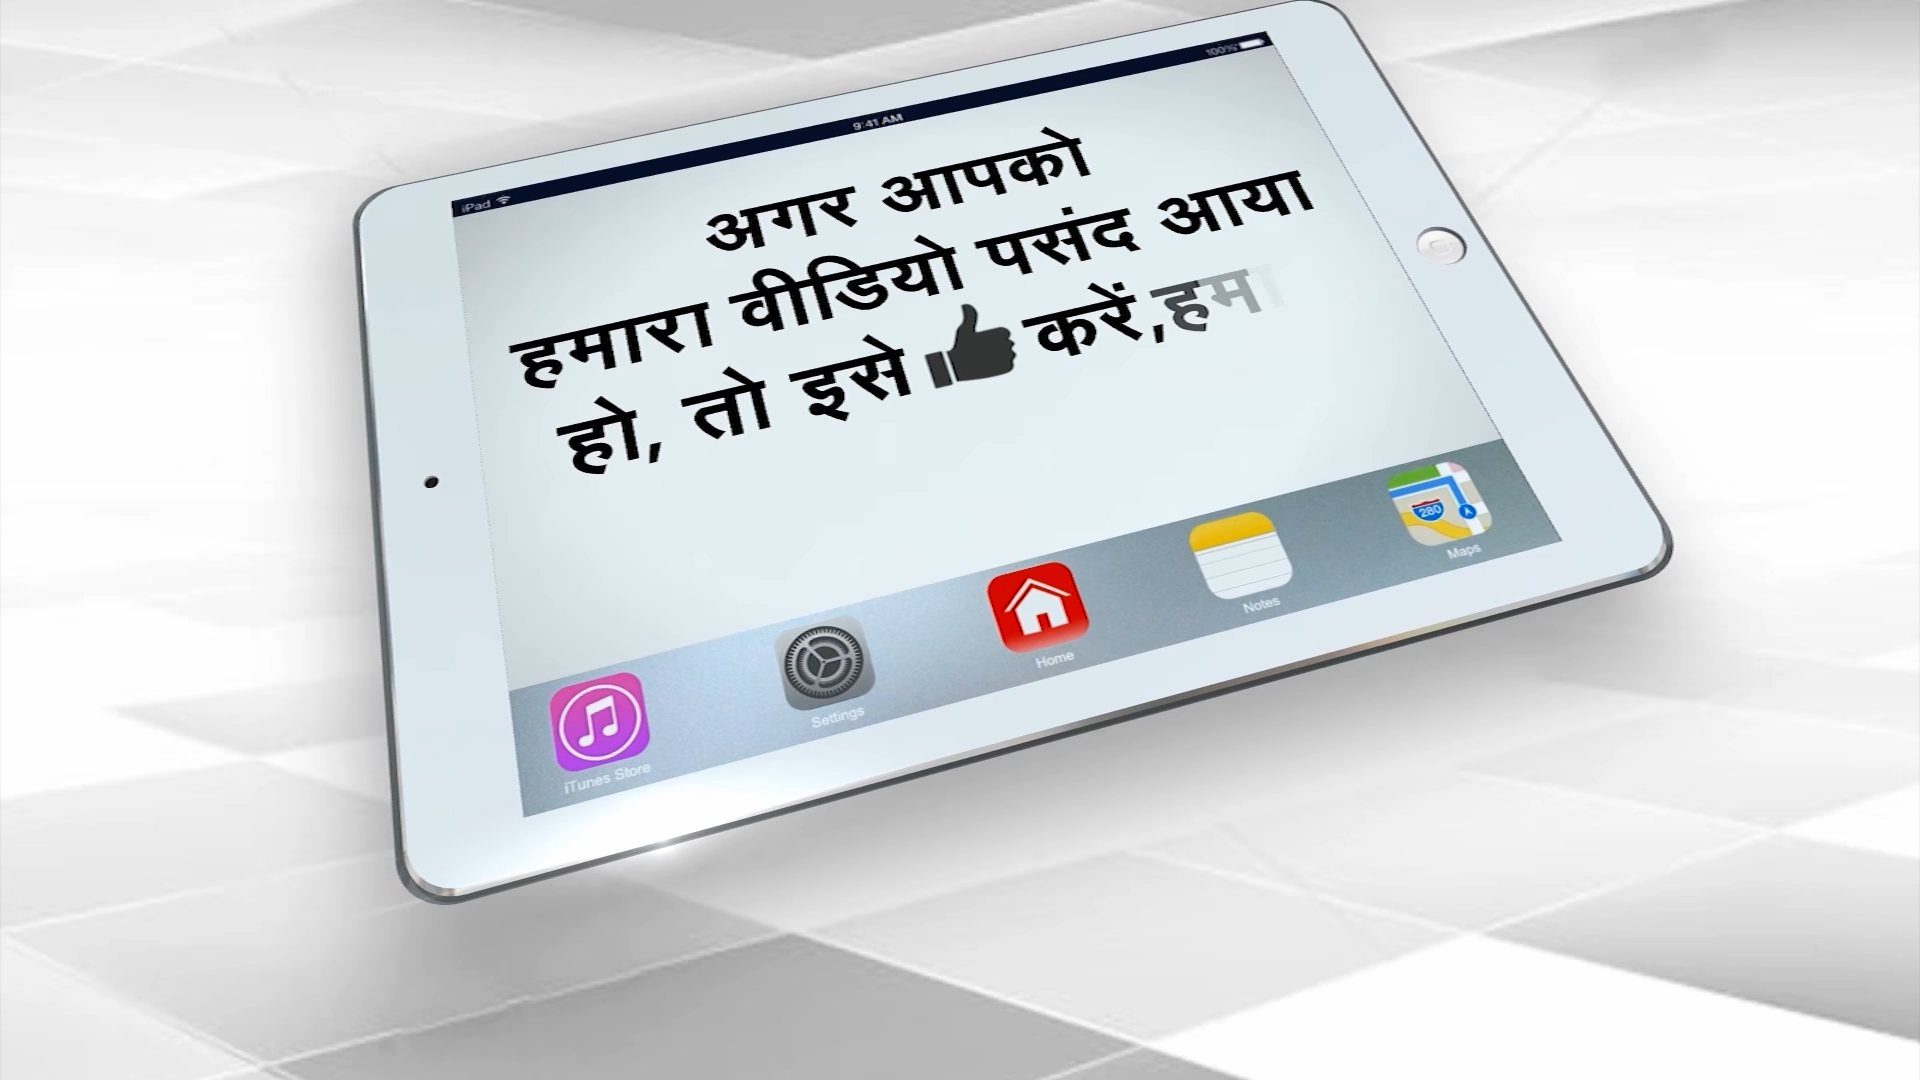 iPad
9:41 AM
100%
अगर आपको
हमारा वीडियो पसंद आया
हो, तो इसे 👍 करें,हमा
280
iTunes Store
Settings
Home
Notes
Maps